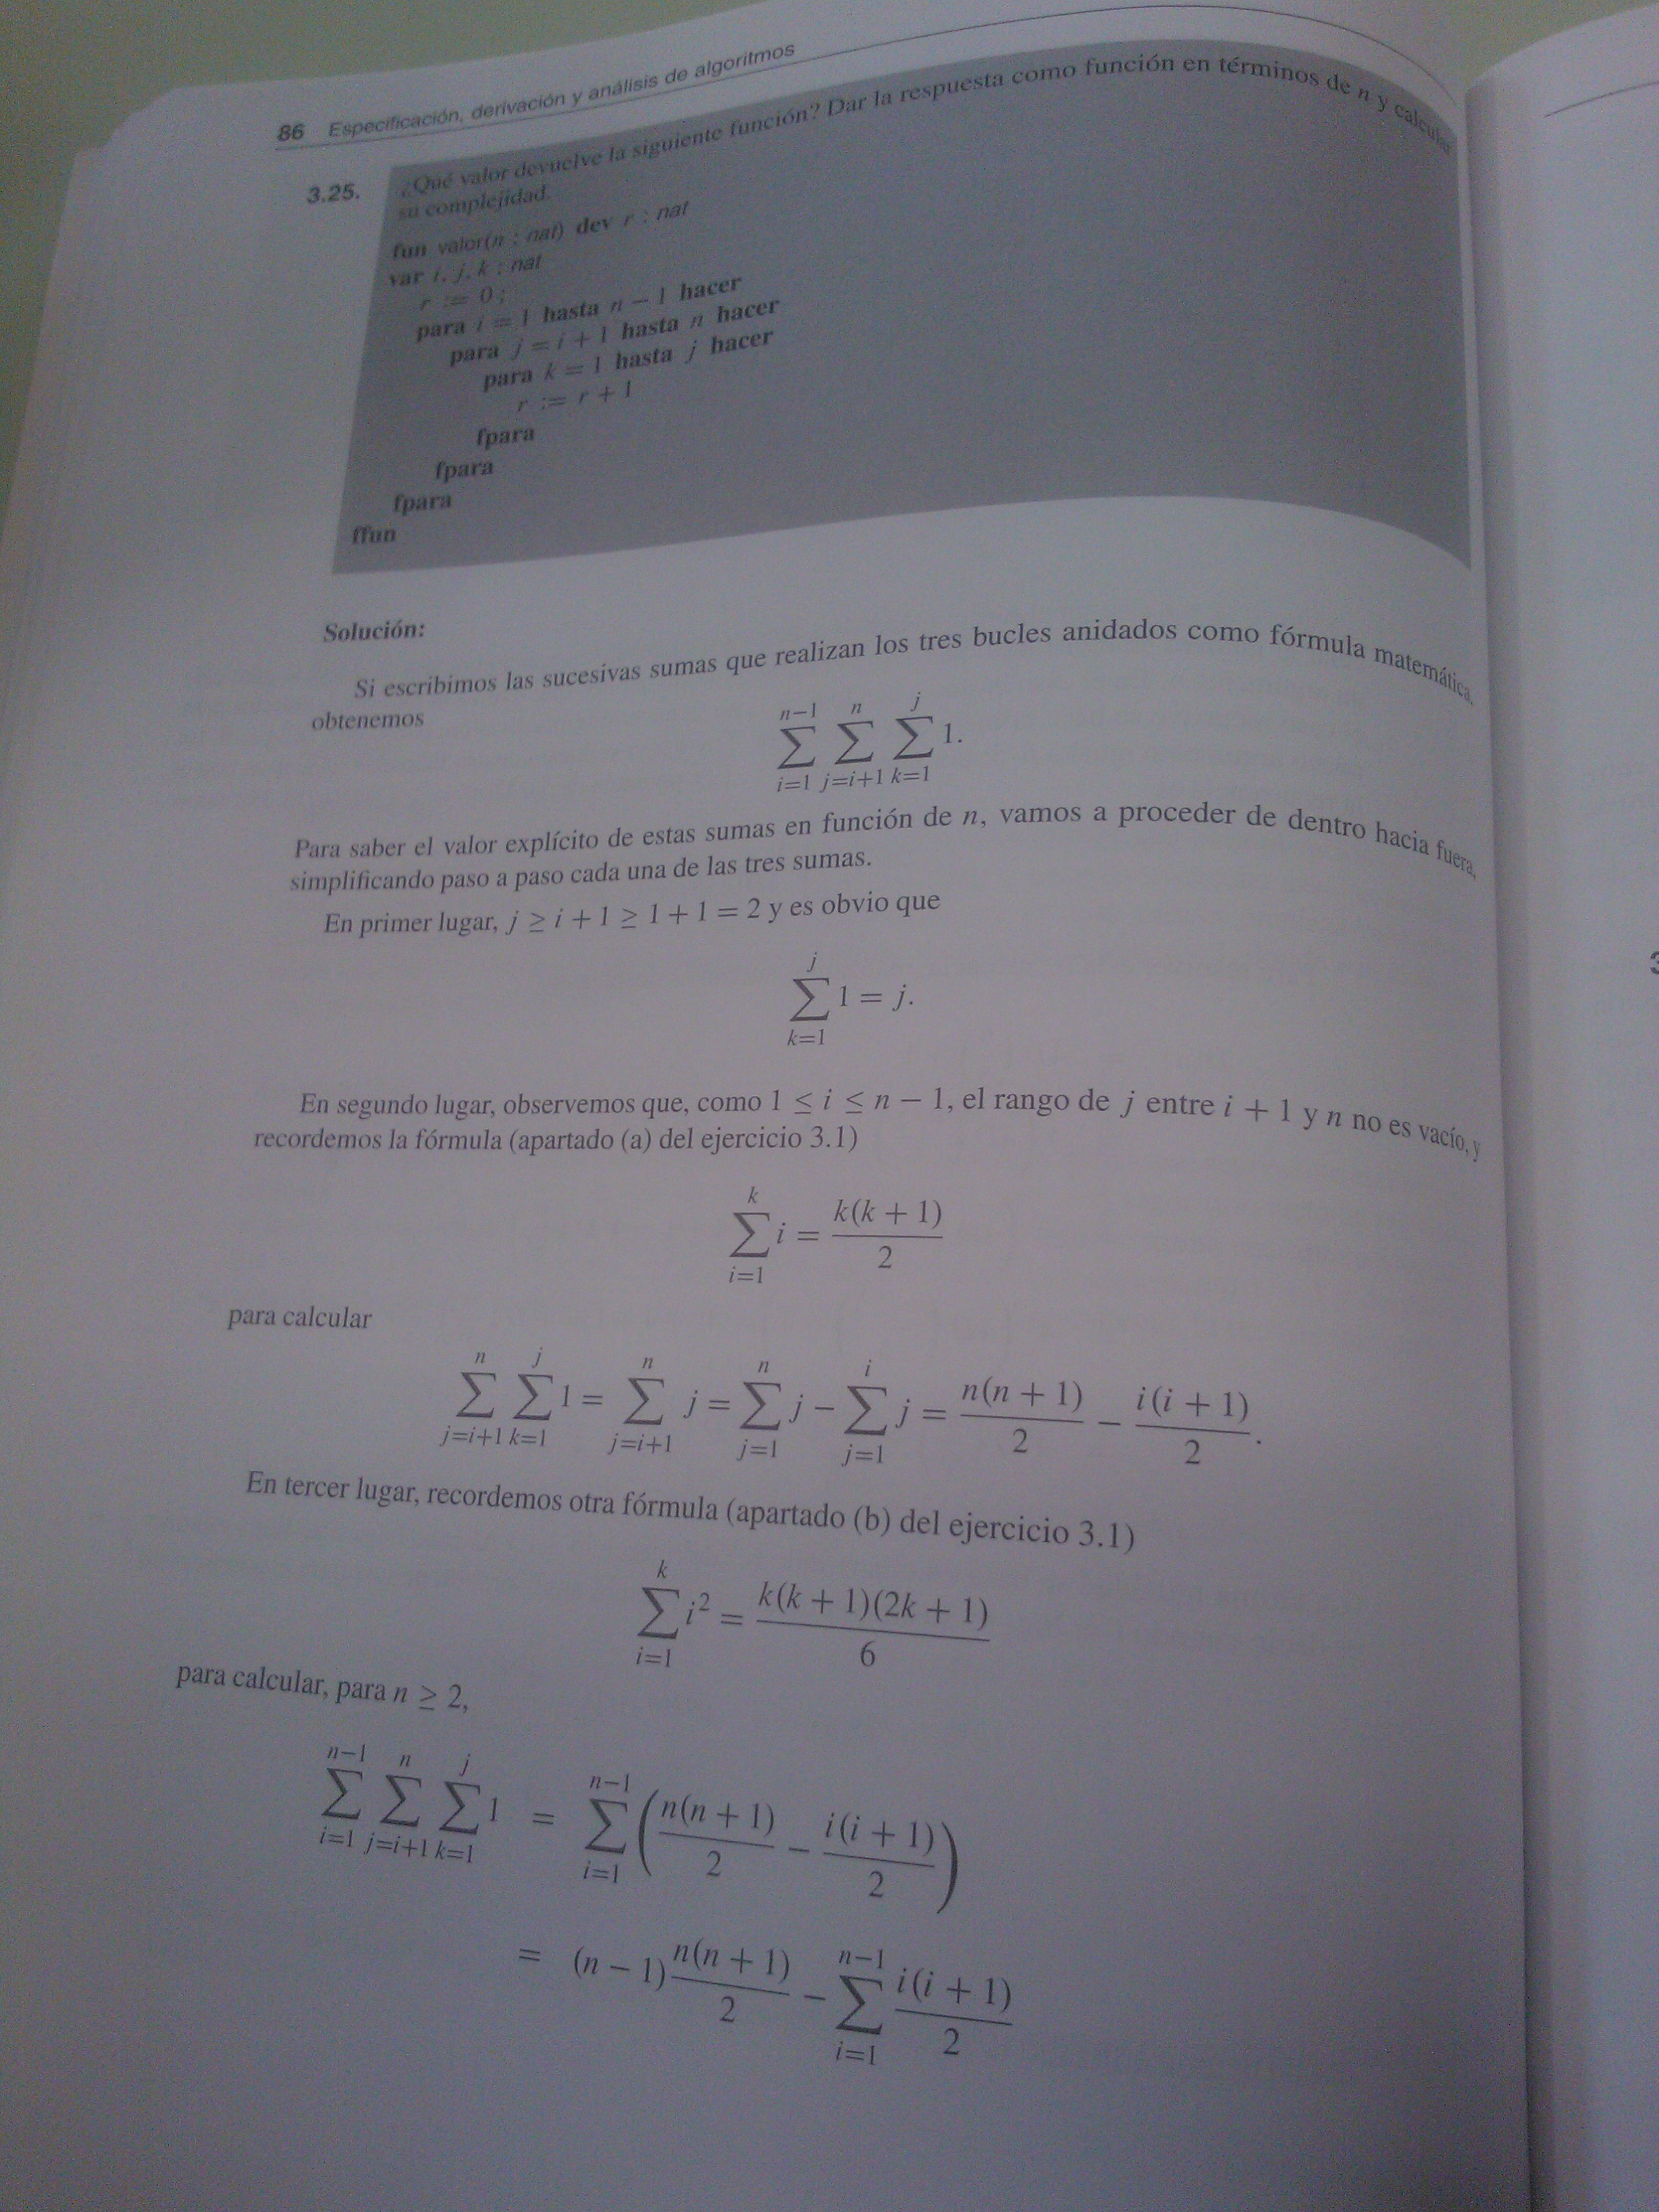 86 Especificación, derivación y análisis de algoritmos
3.25. ¿Qué valor devuelve la siguiente función? Dar la respuesta como función en términos de n y calcular
su complejidad.
fun valor(n : nat) dev r : nat
var i, j, k : nat
r := 0 ;
para i = 1 hasta n − 1 hacer
para j = i + 1 hasta n hacer
para k = 1 hasta j hacer
r := r + 1
fpara
fpara
fpara
ffun
Solución:
Si escribimos las sucesivas sumas que realizan los tres bucles anidados como fórmula matemática,
obtenemos
\sum_{i=1}^{n-1} \sum_{j=i+1}^{n} \sum_{k=1}^{j} 1.
Para saber el valor explícito de estas sumas en función de n, vamos a proceder de dentro hacia fuera,
simplificando paso a paso cada una de las tres sumas.
En primer lugar, j ≥ i + 1 ≥ 1 + 1 = 2 y es obvio que
\sum_{k=1}^{j} 1 = j.
En segundo lugar, observemos que, como 1 ≤ i ≤ n − 1, el rango de j entre i + 1 y n no es vacío, y
recordemos la fórmula (apartado (a) del ejercicio 3.1)
\sum_{i=1}^{k} i = \frac{k(k + 1)}{2}
para calcular
\sum_{j=i+1}^{n} \sum_{k=1}^{j} 1 = \sum_{j=i+1}^{n} j = \sum_{j=1}^{n} j − \sum_{j=1}^{i} j = \frac{n(n + 1)}{2} − \frac{i(i + 1)}{2}.
En tercer lugar, recordemos otra fórmula (apartado (b) del ejercicio 3.1)
\sum_{i=1}^{k} i^2 = \frac{k(k + 1)(2k + 1)}{6}
para calcular, para n ≥ 2,
\sum_{i=1}^{n-1} \sum_{j=i+1}^{n} \sum_{k=1}^{j} 1 = \sum_{i=1}^{n-1} \left( \frac{n(n + 1)}{2} − \frac{i(i + 1)}{2} \right)
= (n − 1) \frac{n(n + 1)}{2} − \sum_{i=1}^{n-1} \frac{i(i + 1)}{2}